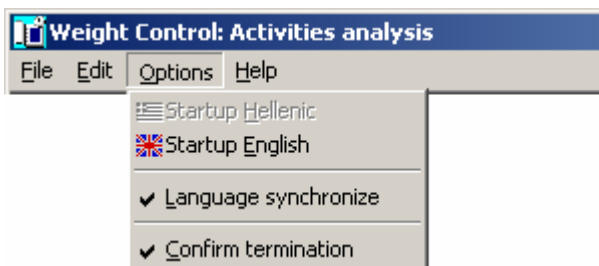 Weight Control: Activities analysis
File Edit Options Help
Startup Hellenic
Startup English
Language synchronize
Confirm termination